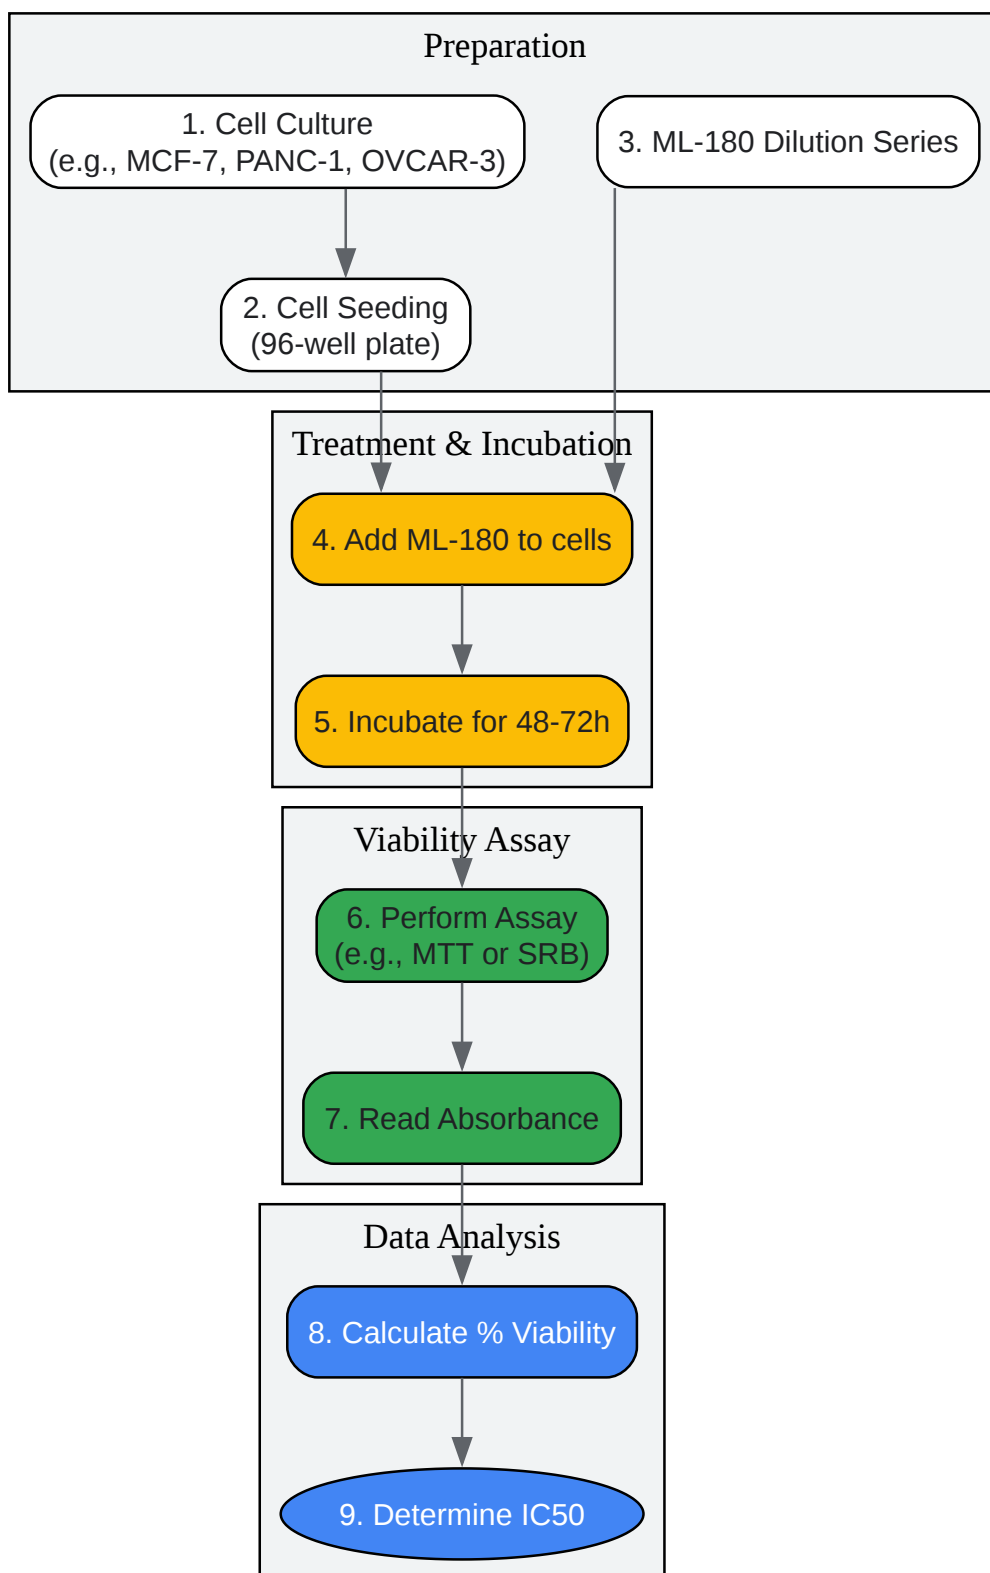 Preparation
1. Cell Culture
(e.g., MCF-7, PANC-1, OVCAR-3)
3. ML-180 Dilution Series
2. Cell Seeding
(96-well plate)
Treatment & Incubation
4. Add ML-180 to cells
5. Incubate for 48-72h
Viability Assay
6. Perform Assay
(e.g., MTT or SRB)
7. Read Absorbance
Data Analysis
8. Calculate % Viability
9. Determine IC50